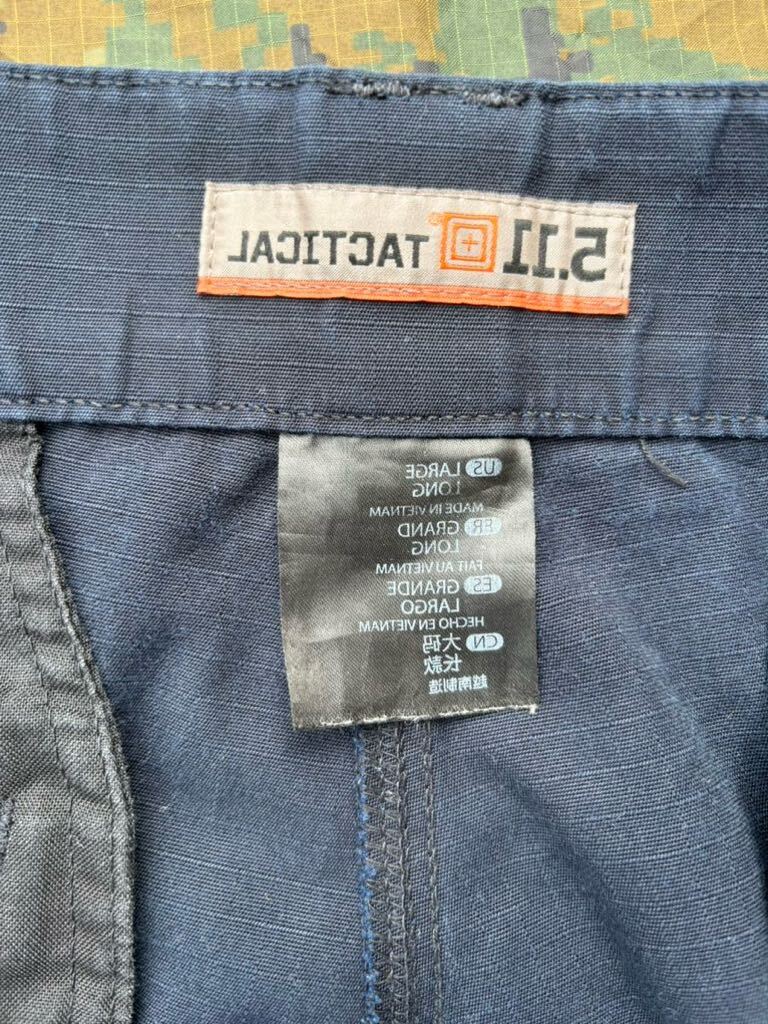 5.11 TACTICAL
US LARGE
LONG
MADE IN VIETNAM
FR GRAND
LONG
FAIT AU VIETNAM
ES GRANDE
LARGO
HECHO EN VIETNAM
CN 大码
长款
越南制造